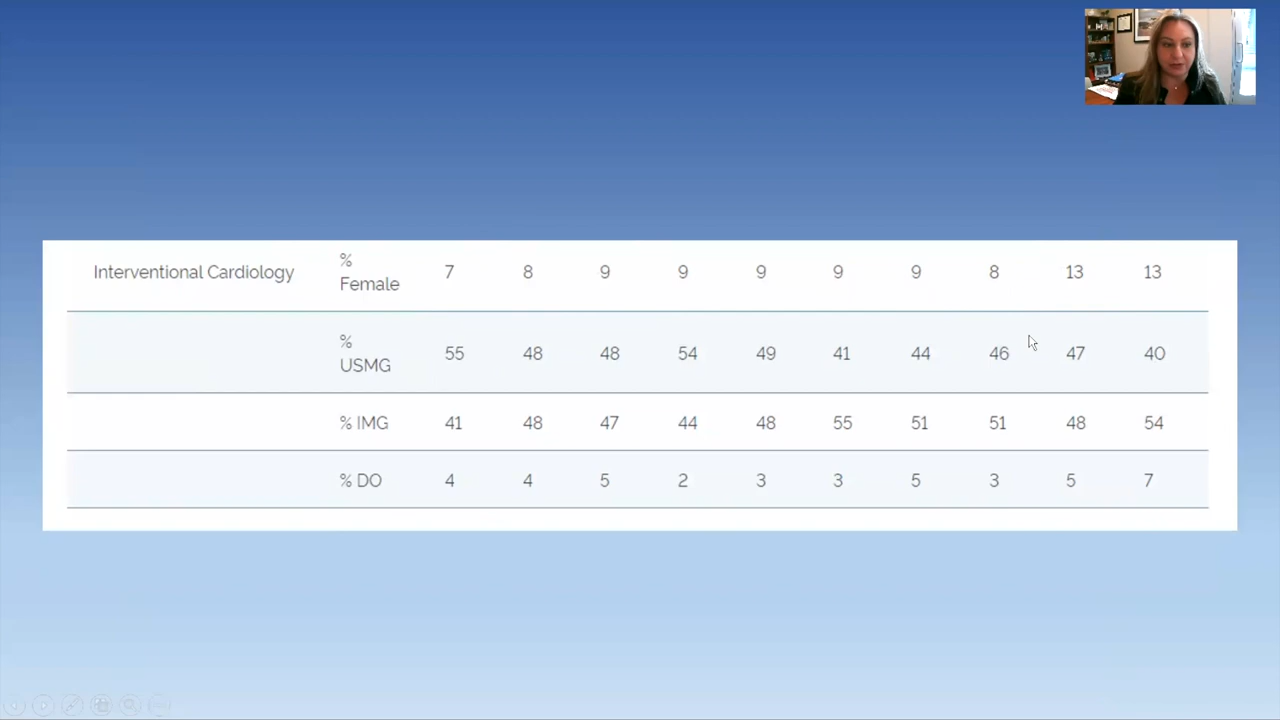 %
Interventional Cardiology Female 7 8 9 9 9 9 9 8 13 13
%
USMG 55 48 48 54 49 41 44 46 47 40
% IMG 41 48 47 44 48 55 51 51 48 54
% DO 4 4 5 2 3 3 5 3 5 7